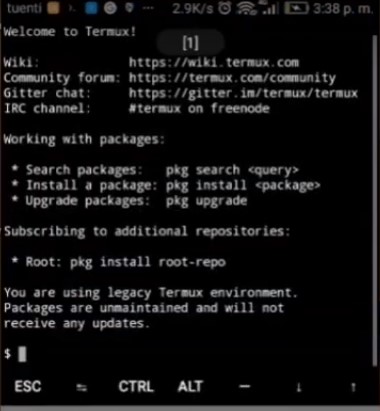 tuenti ... 2.9K/s 3:38 p. m.
[1]
Welcome to Termux!
Wiki: https://wiki.termux.com
Community forum: https://termux.com/community
Gitter chat: https://gitter.im/termux/termux
IRC channel: #termux on freenode
Working with packages:
* Search packages: pkg search <query>
* Install a package: pkg install <package>
* Upgrade packages: pkg upgrade
Subscribing to additional repositories:
* Root: pkg install root-repo
You are using legacy Termux environment.
Packages are unmaintained and will not
receive any updates.
$
ESC ⇆ CTRL ALT — ↓ ↑